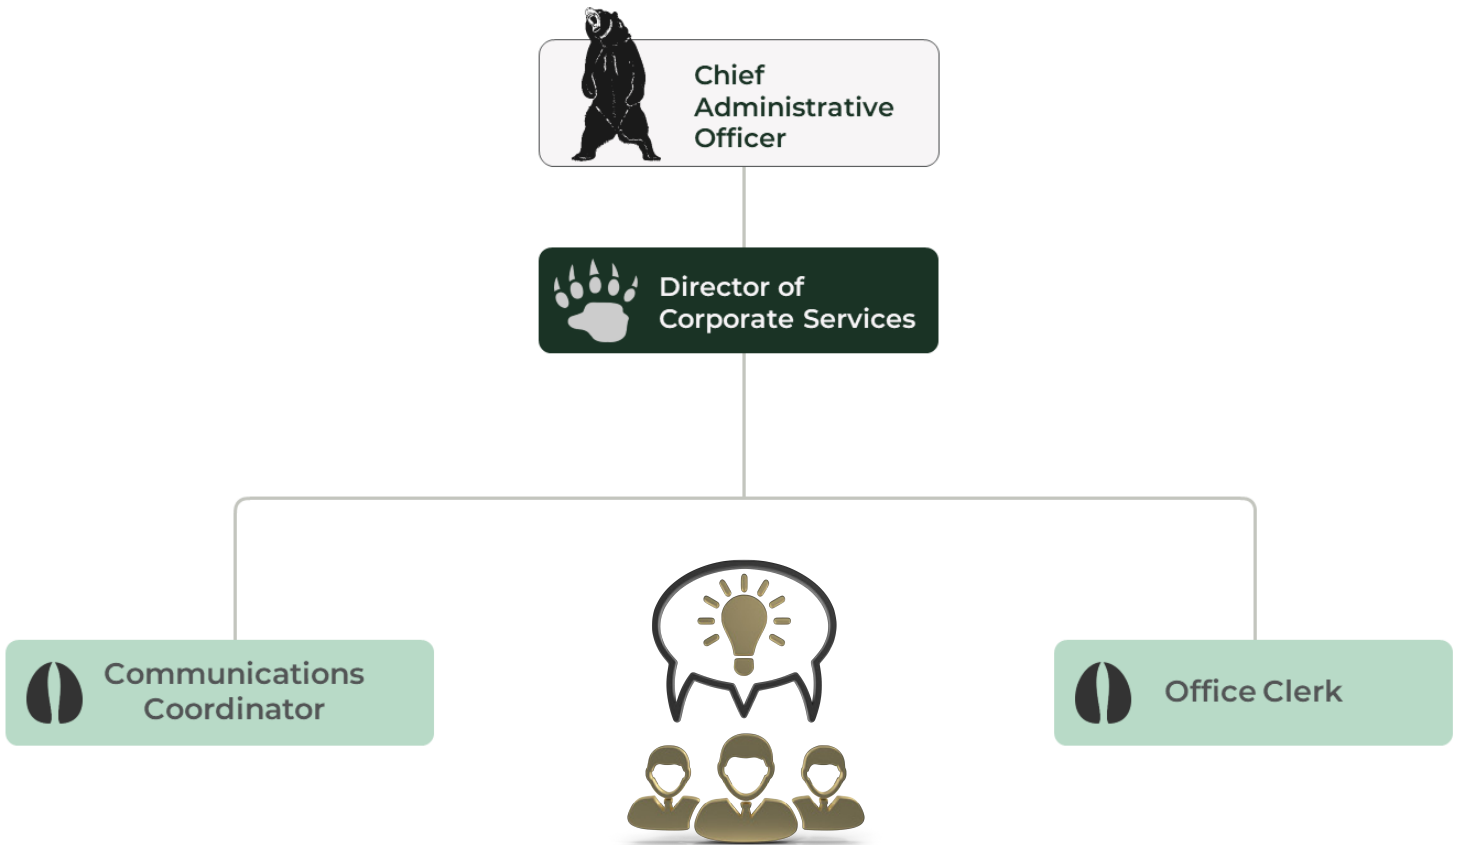 Chief
Administrative
Officer
Director of
Corporate Services
Communications
Coordinator
Office Clerk